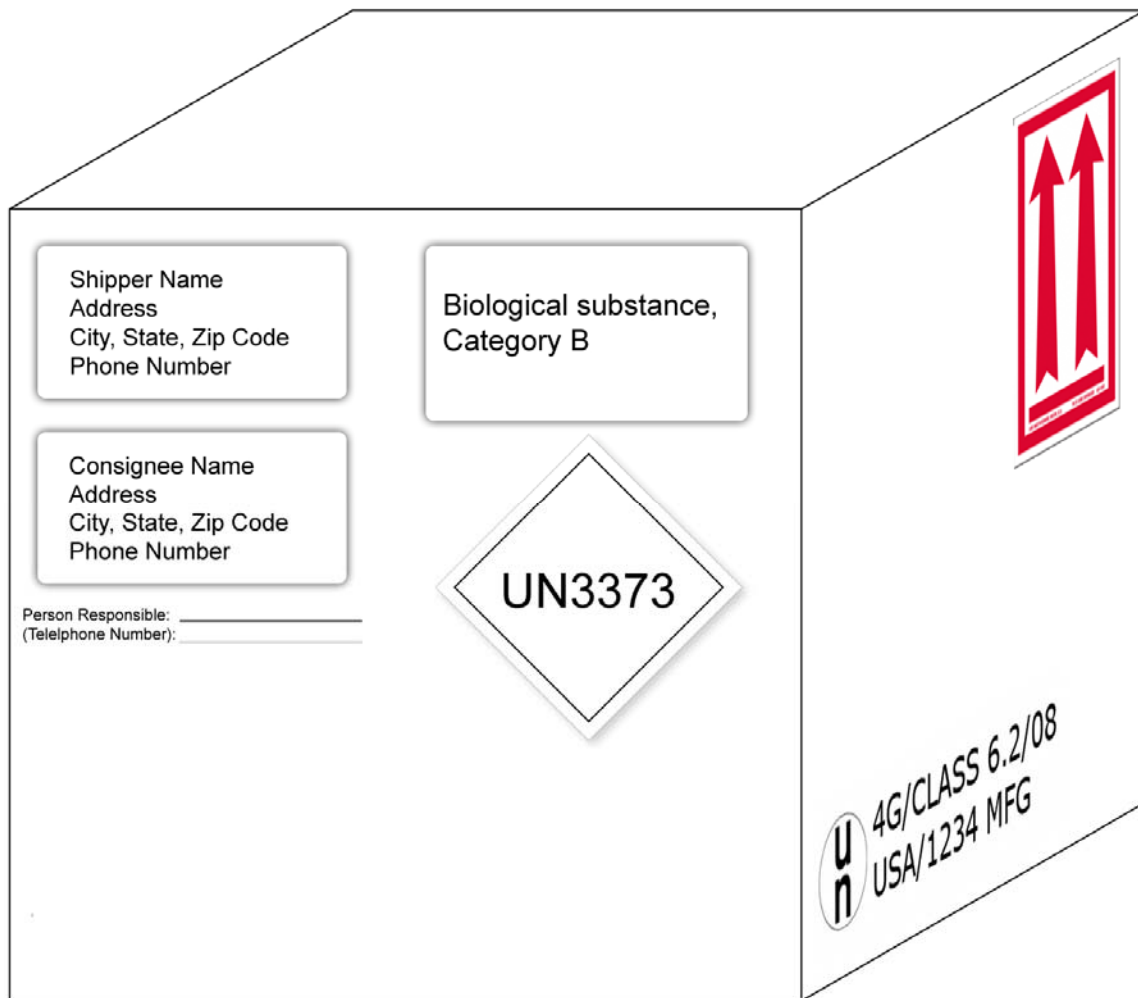 Shipper Name
Address
City, State, Zip Code
Phone Number
Consignee Name
Address
City, State, Zip Code
Phone Number
Person Responsible:
(Telelphone Number):
Biological substance,
Category B
UN3373
u
n
4G/CLASS 6.2/08
USA/1234 MFG